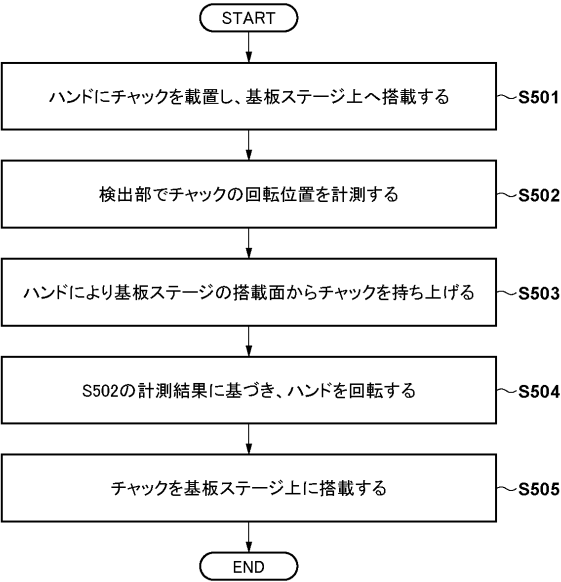 START
ハンドにチャックを載置し、基板ステージ上へ搭載する
S501
検出部でチャックの回転位置を計測する
S502
ハンドにより基板ステージの搭載面からチャックを持ち上げる
S503
S502の計測結果に基づき、ハンドを回転する
S504
チャックを基板ステージ上に搭載する
S505
END